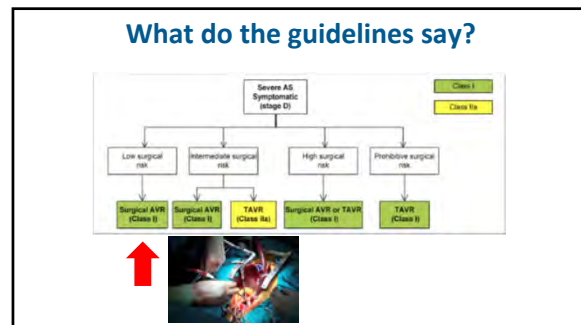 What do the guidelines say?
Severe AS
Symptomatic
(stage D)
Class I
Class IIa
Low surgical
risk
Intermediate surgical
risk
High surgical
risk
Prohibitive surgical
risk
Surgical AVR
(Class I)
Surgical AVR
(Class I)
TAVR
(Class IIa)
Surgical AVR or TAVR
(Class I)
TAVR
(Class I)